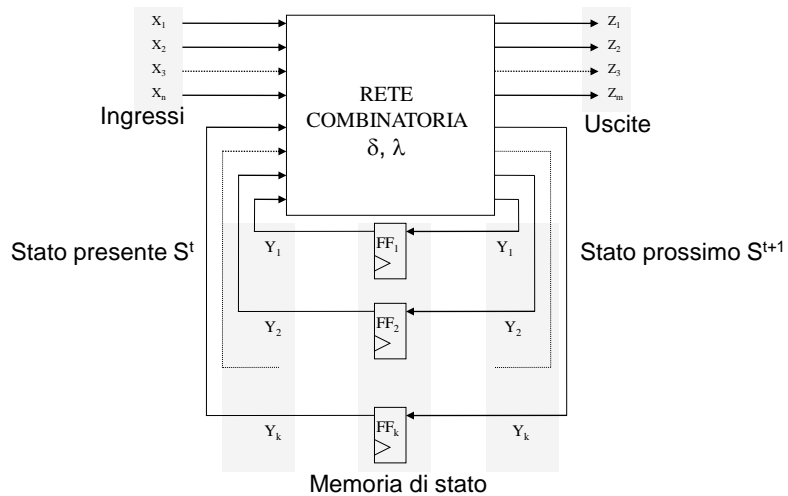 X₁
X₂
X₃
Xₙ
Ingressi
RETE
COMBINATORIA
δ, λ
Z₁
Z₂
Z₃
Zₘ
Uscite
Stato presente Sᵗ
Y₁
FF₁
Y₁
Stato prossimo Sᵗ⁺¹
Y₂
FF₂
Y₂
Yₖ
FFₖ
Yₖ
Memoria di stato